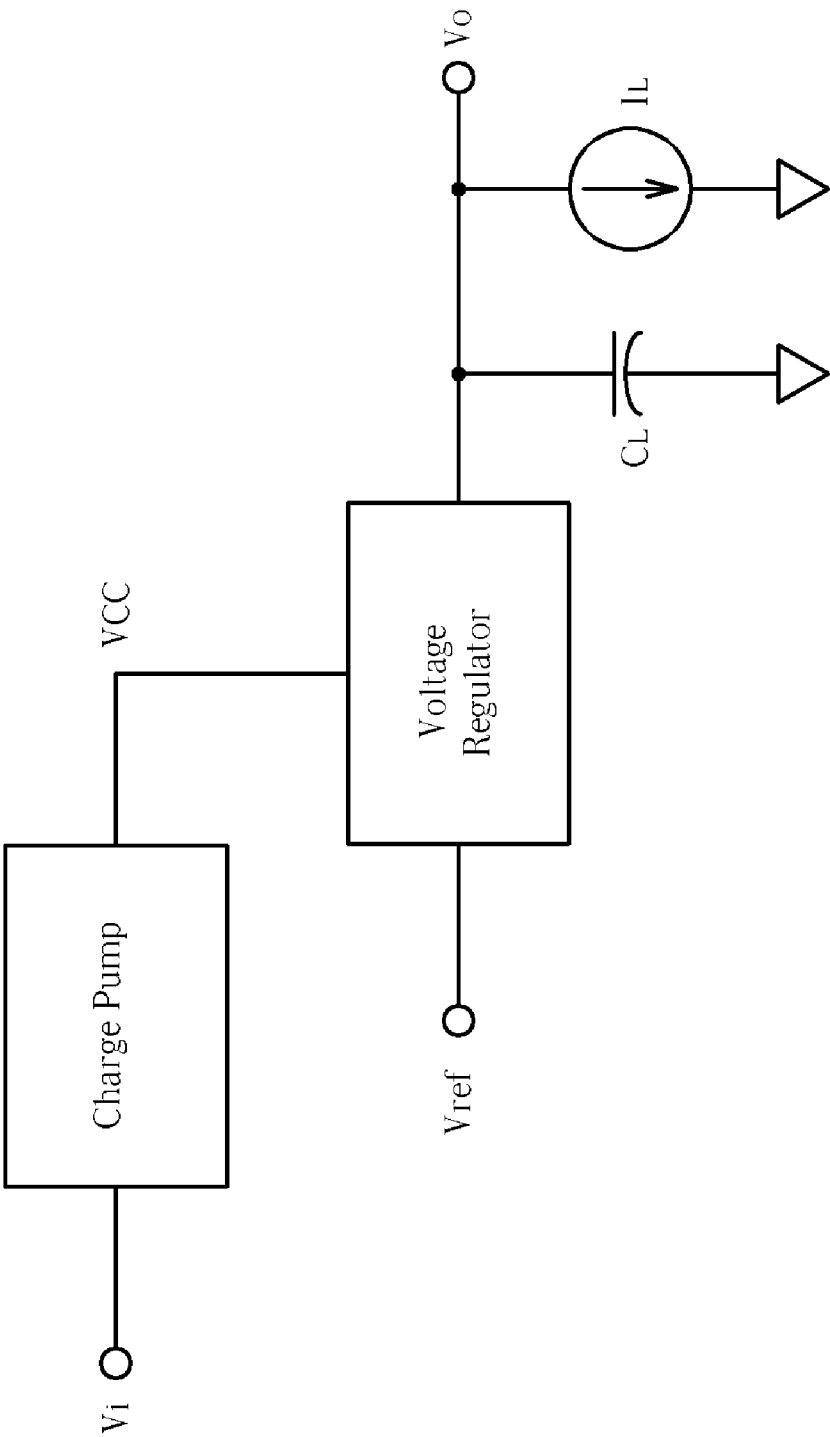 Vi
Charge Pump
VCC
Vref
Voltage
Regulator
CL
IL
Vo